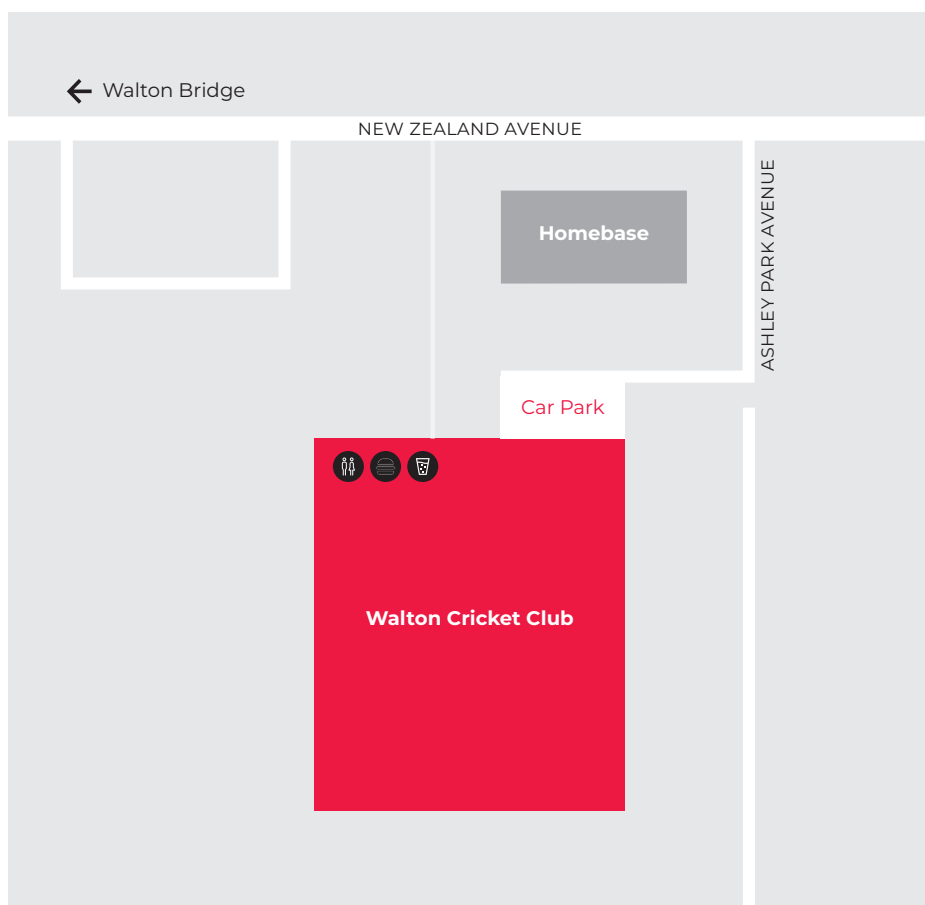 Walton Bridge
NEW ZEALAND AVENUE
ASHLEY PARK AVENUE
Homebase
Car Park
Walton Cricket Club